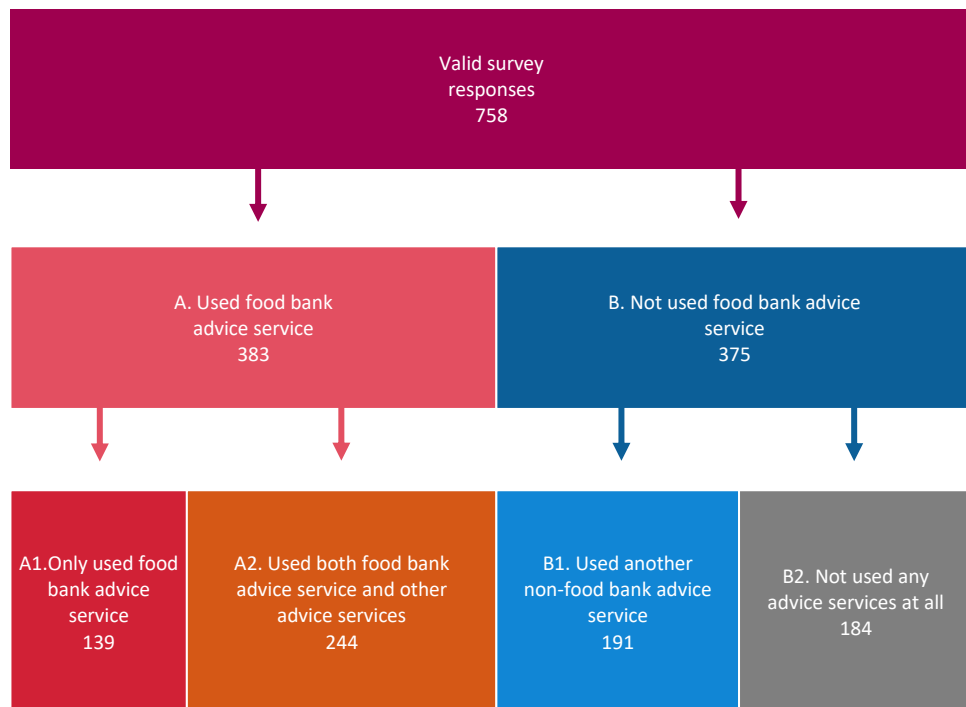 Valid survey
responses
758
A. Used food bank
advice service
383
B. Not used food bank advice
service
375
A1.Only used food
bank advice
service
139
A2. Used both food bank
advice service and other
advice services
244
B1. Used another
non-food bank advice
service
191
B2. Not used any
advice services at all
184